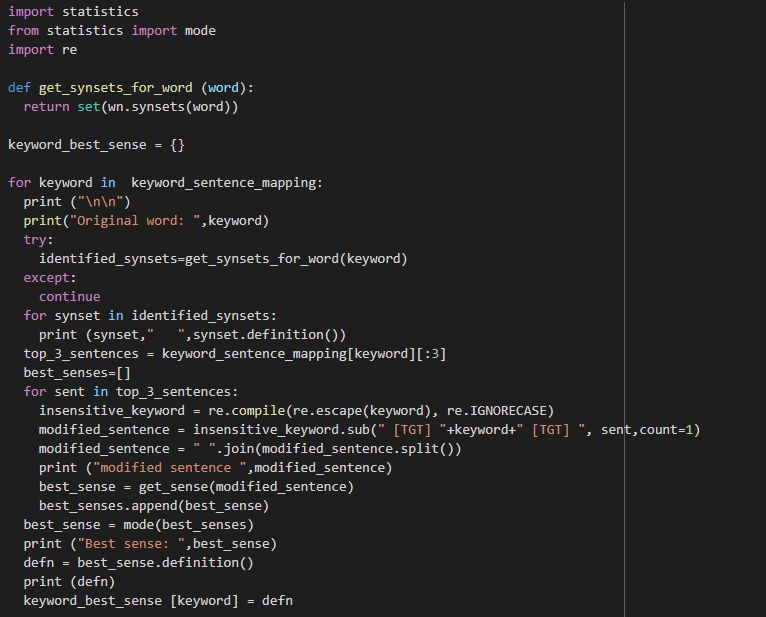 import statistics
from statistics import mode
import re

def get_synsets_for_word (word):
  return set(wn.synsets(word))

keyword_best_sense = {}

for keyword in  keyword_sentence_mapping:
  print ("\n\n")
  print("Original word: ",keyword)
  try:
    identified_synsets=get_synsets_for_word(keyword)
  except:
    continue
  for synset in identified_synsets:
    print (synset,"   ",synset.definition())
  top_3_sentences = keyword_sentence_mapping[keyword][:3]
  best_senses=[]
  for sent in top_3_sentences:
    insensitive_keyword = re.compile(re.escape(keyword), re.IGNORECASE)
    modified_sentence = insensitive_keyword.sub(" [TGT] "+keyword+" [TGT] ", sent,count=1)
    modified_sentence = " ".join(modified_sentence.split())
    print ("modified sentence ",modified_sentence)
    best_sense = get_sense(modified_sentence)
    best_senses.append(best_sense)
  best_sense = mode(best_senses)
  print ("Best sense: ",best_sense)
  defn = best_sense.definition()
  print (defn)
  keyword_best_sense [keyword] = defn